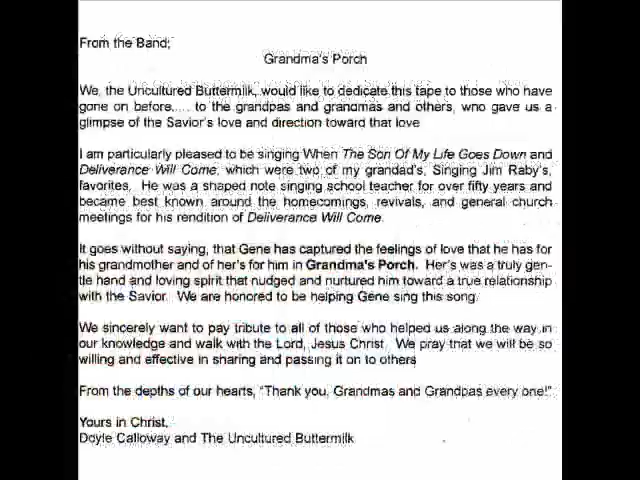 From the Band;
Grandma's Porch
We, the Uncultured Buttermilk, would like to dedicate this tape to those who have
gone on before..... to the grandpas and grandmas and others, who gave us a
glimpse of the Savior's love and direction toward that love
I am particularly pleased to be singing When The Son Of My Life Goes Down and
Deliverance Will Come, which were two of my grandad's, Singing Jim Raby's,
favorites. He was a shaped note singing school teacher for over fifty years and
became best known around the homecomings, revivals, and general church
meetings for his rendition of Deliverance Will Come.
It goes without saying, that Gene has captured the feelings of love that he has for
his grandmother and of her's for him in Grandma's Porch. Her's was a truly gen-
tle hand and loving spirit that nudged and nurtured him toward a true relationship
with the Savior. We are honored to be helping Gene sing this song.
We sincerely want to pay tribute to all of those who helped us along the way in
our knowledge and walk with the Lord, Jesus Christ. We pray that we will be so
willing and effective in sharing and passing it on to others
From the depths of our hearts, "Thank you, Grandmas and Grandpas every one!"
Yours in Christ,
Doyle Calloway and The Uncultured Buttermilk